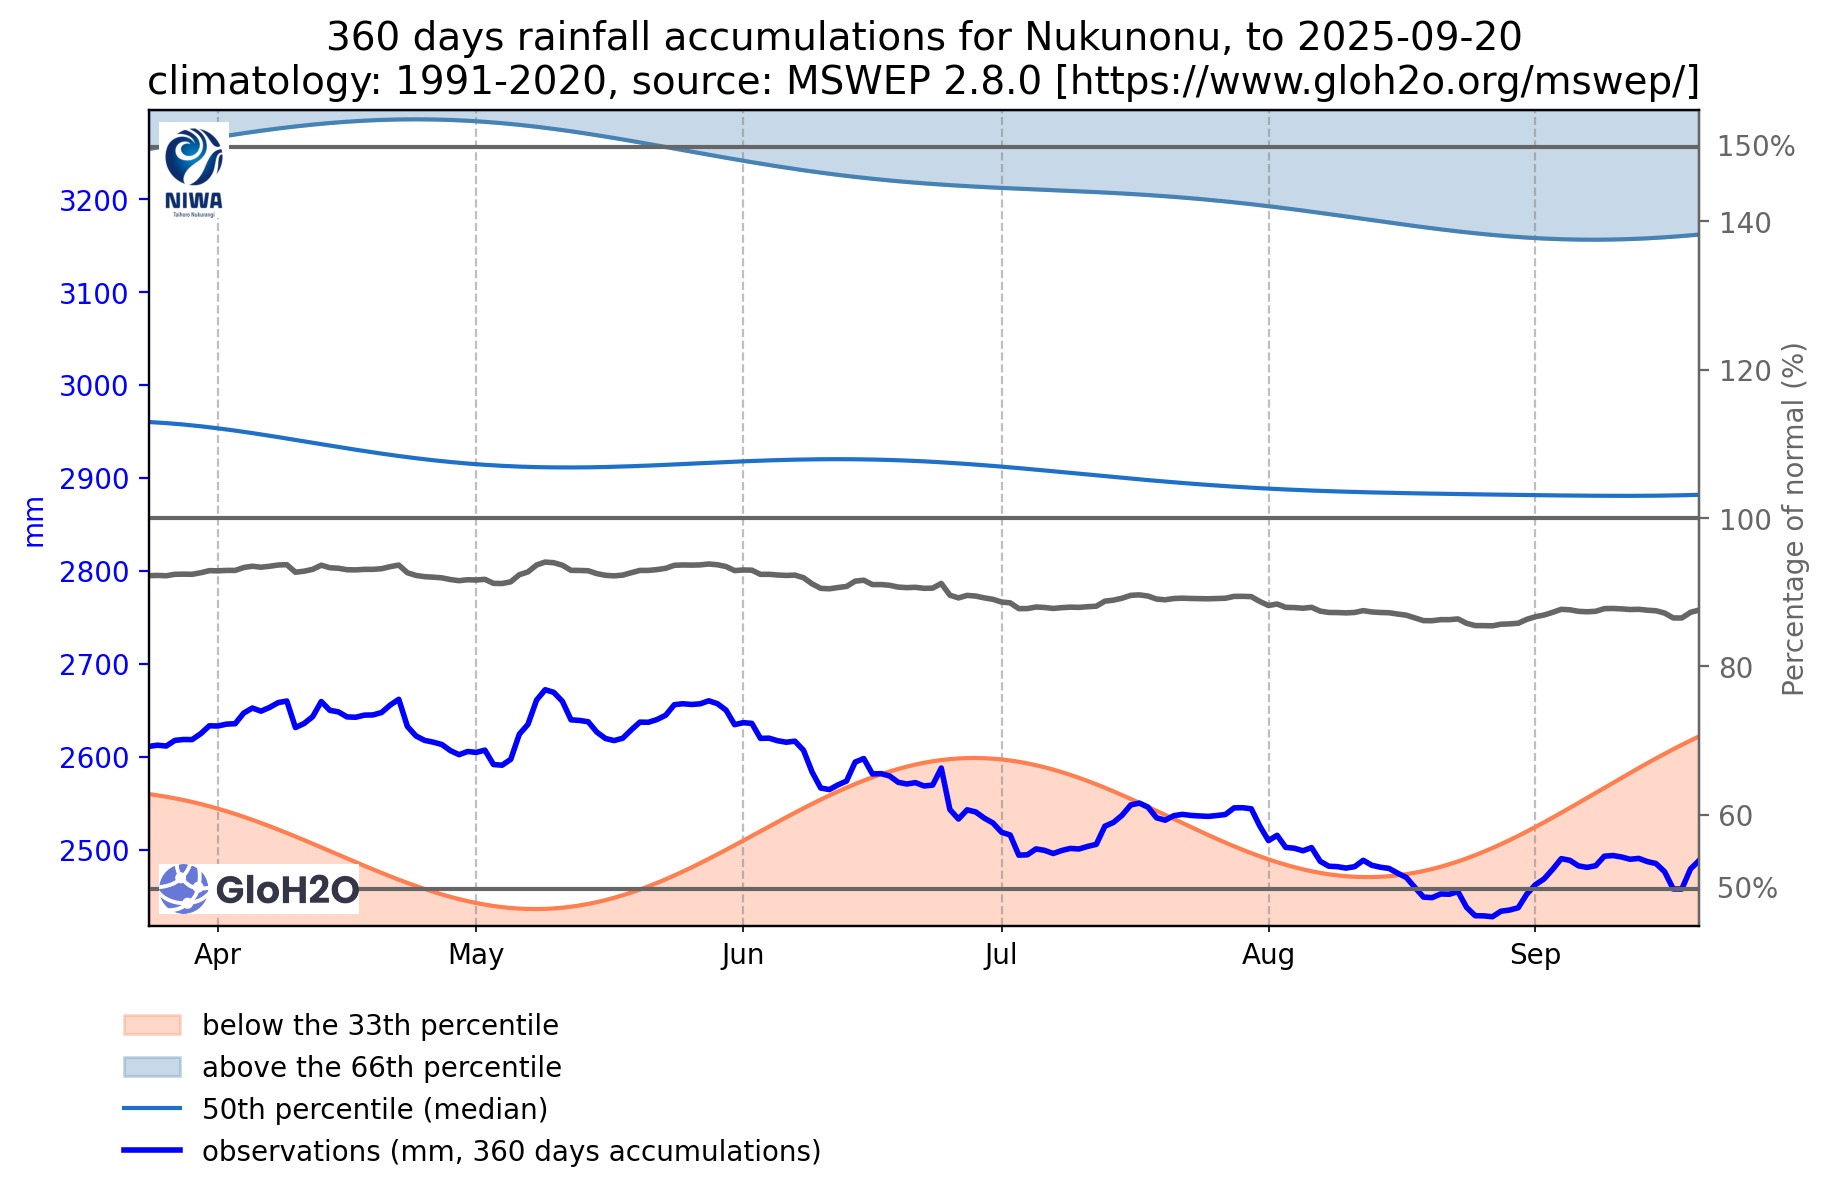 360 days rainfall accumulations for Nukunonu, to 2025-09-20
climatology: 1991-2020, source: MSWEP 2.8.0 [https://www.gloh2o.org/mswep/]
NIWA
Taihoro Nukurangi
3200
3100
3000
2900
2800
2700
2600
2500
mm
150%
140
120
100
80
60
50%
Percentage of normal (%)
GloH2O
Apr
May
Jun
Jul
Aug
Sep
below the 33th percentile
above the 66th percentile
50th percentile (median)
observations (mm, 360 days accumulations)